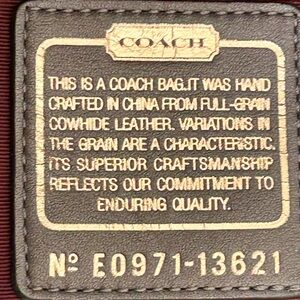 COACH
THIS IS A COACH BAG.IT WAS HAND
CRAFTED IN CHINA FROM FULL-GRAIN
COWHIDE LEATHER. VARIATIONS IN
THE GRAIN ARE A CHARACTERISTIC.
ITS SUPERIOR CRAFTSMANSHIP
REFLECTS OUR COMMITMENT TO
ENDURING QUALITY.
Nº E0971-13621